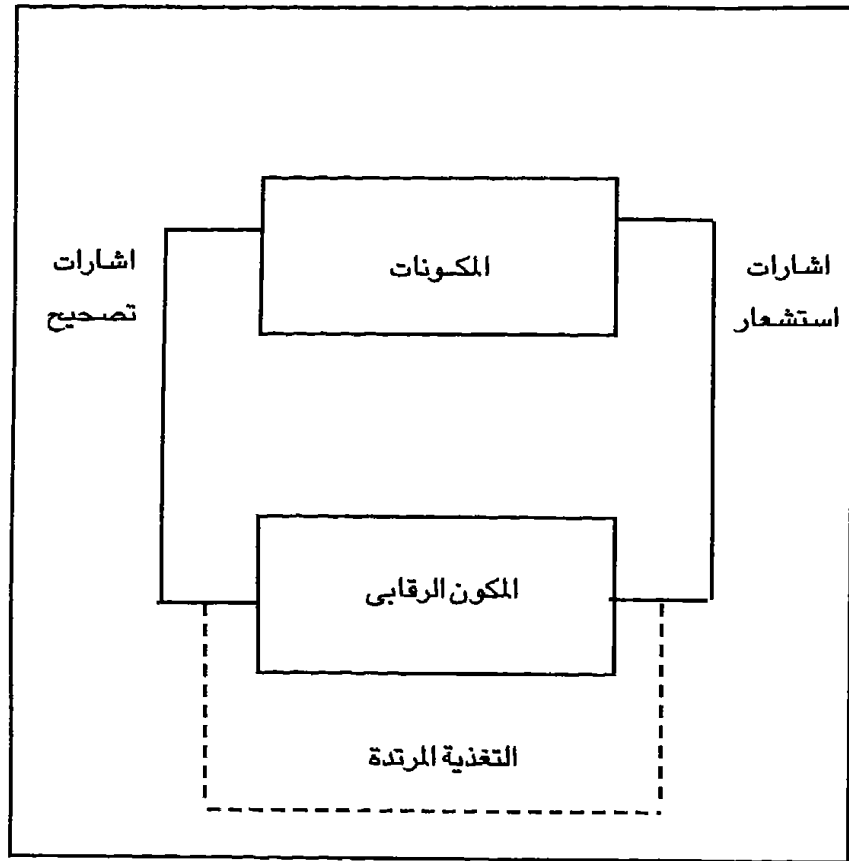 المكونات
اشارات
استشعار
اشارات
تصحيح
المكون الرقابى
التغذية المرتدة